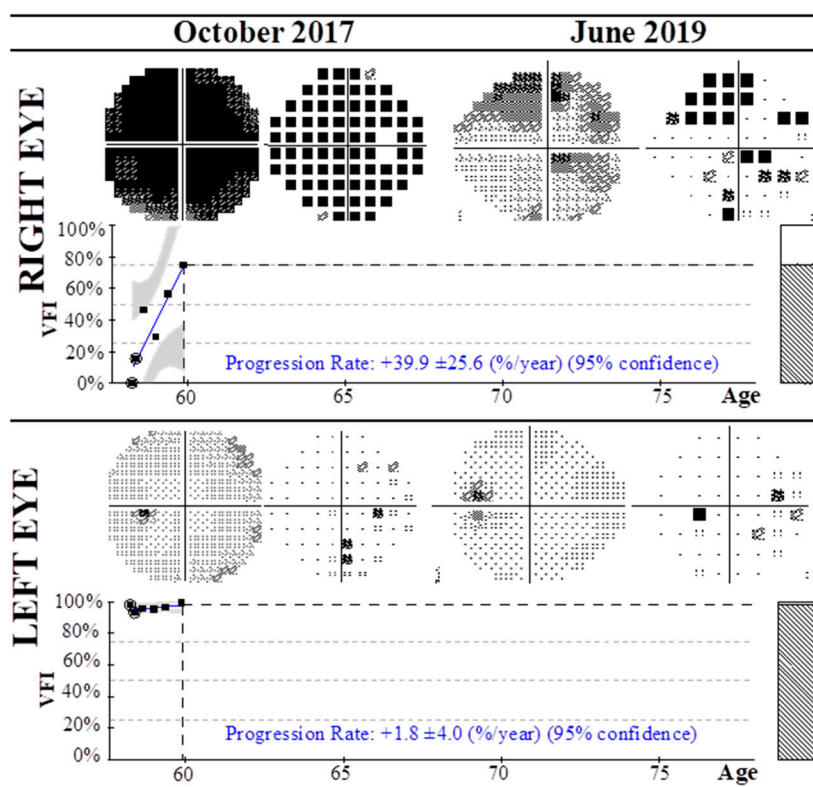 October 2017 June 2019
RIGHT EYE
VFI
100%
80%
60%
40%
20%
0%
Progression Rate: +39.9 ±25.6 (%/year) (95% confidence)
60 65 70 75 Age
LEFT EYE
VFI
100%
80%
60%
40%
20%
0%
Progression Rate: +1.8 ±4.0 (%/year) (95% confidence)
60 65 70 75 Age